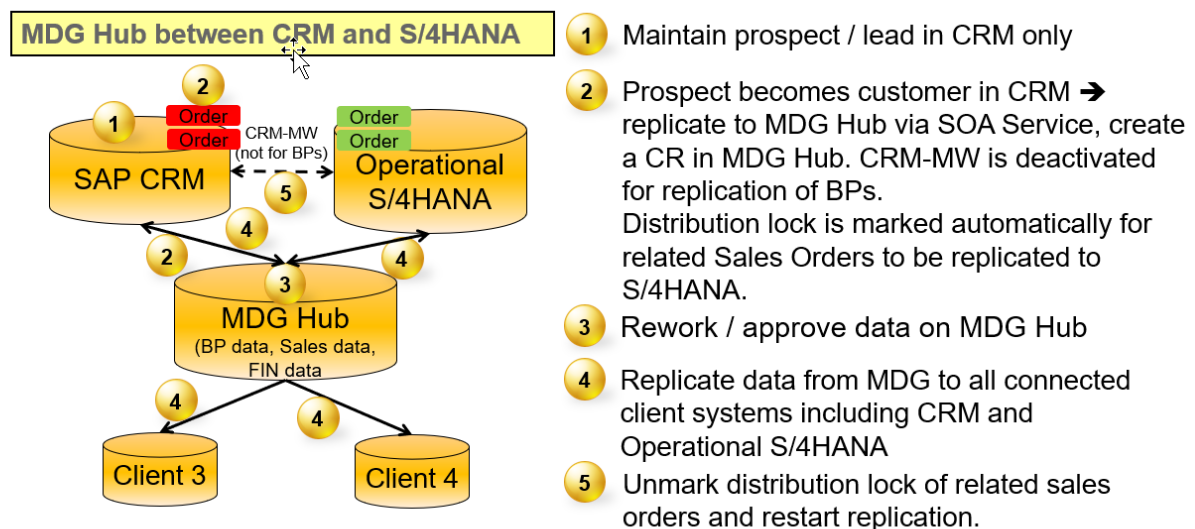 MDG Hub between CRM and S/4HANA
2
1
Order
Order
CRM-MW
(not for BPs)
Order
Order
SAP CRM
Operational
S/4HANA
5
4
2
4
3
MDG Hub
(BP data, Sales data,
FIN data
4
4
Client 3
Client 4
1 Maintain prospect / lead in CRM only
2 Prospect becomes customer in CRM ➔
replicate to MDG Hub via SOA Service, create
a CR in MDG Hub. CRM-MW is deactivated
for replication of BPs.
Distribution lock is marked automatically for
related Sales Orders to be replicated to
S/4HANA.
3 Rework / approve data on MDG Hub
4 Replicate data from MDG to all connected
client systems including CRM and
Operational S/4HANA
5 Unmark distribution lock of related sales
orders and restart replication.